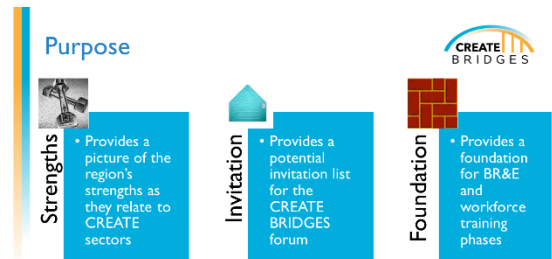 Purpose
CREATE
BRIDGES
Strengths
• Provides a
picture of the
region's
strengths as
they relate to
CREATE
sectors
Invitation
• Provides a
potential
invitation list
for the
CREATE
BRIDGES
forum
Foundation
• Provides a
foundation
for BR&E
and
workforce
training
phases